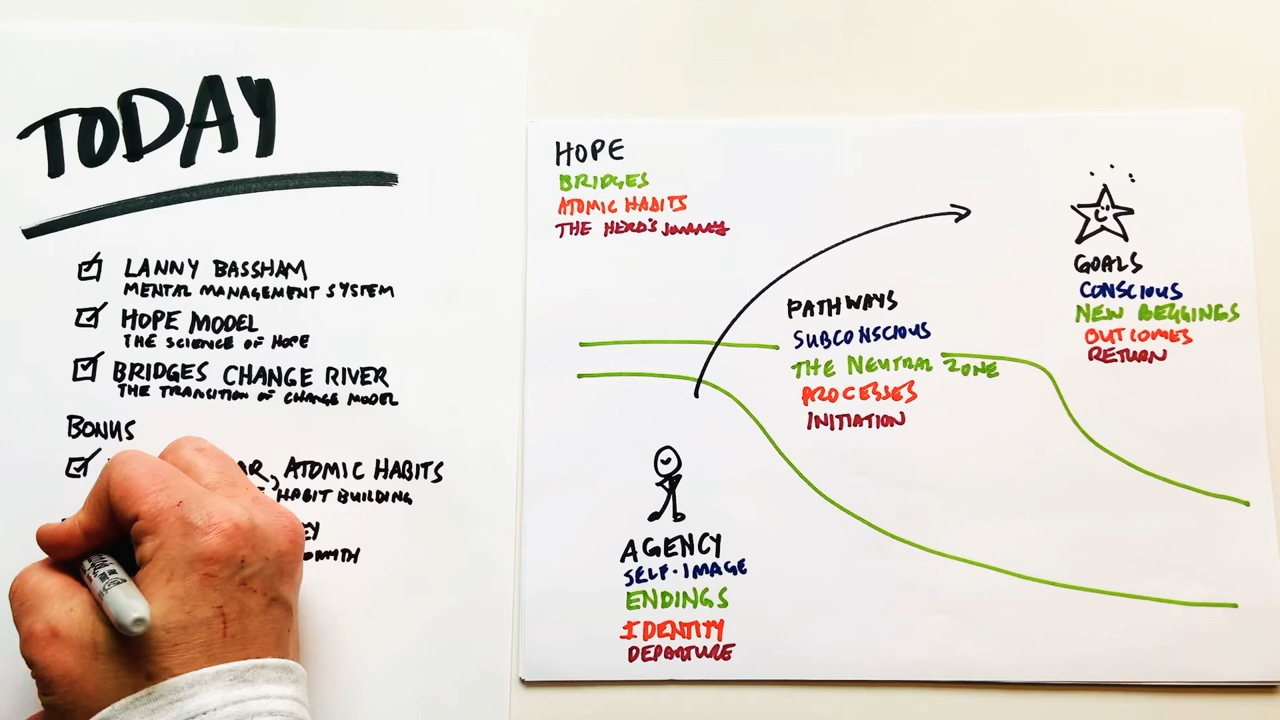 TODAY
LANNY BASSHAM
MENTAL MANAGEMENT SYSTEM
HOPE MODEL
THE SCIENCE OF HOPE
BRIDGES CHANGE RIVER
THE TRANSITION OF CHANGE MODEL
BONUS
ATOMIC HABITS
HABIT BUILDING
HOPE
BRIDGES
ATOMIC HABITS
THE HERO'S JOURNEY
PATHWAYS
SUBCONSCIOUS
THE NEUTRAL ZONE
PROCESSES
INITIATION
GOALS
CONSCIOUS
NEW BEGGINGS
OUTCOMES
RETURN
AGENCY
SELF-IMAGE
ENDINGS
IDENTITY
DEPARTURE